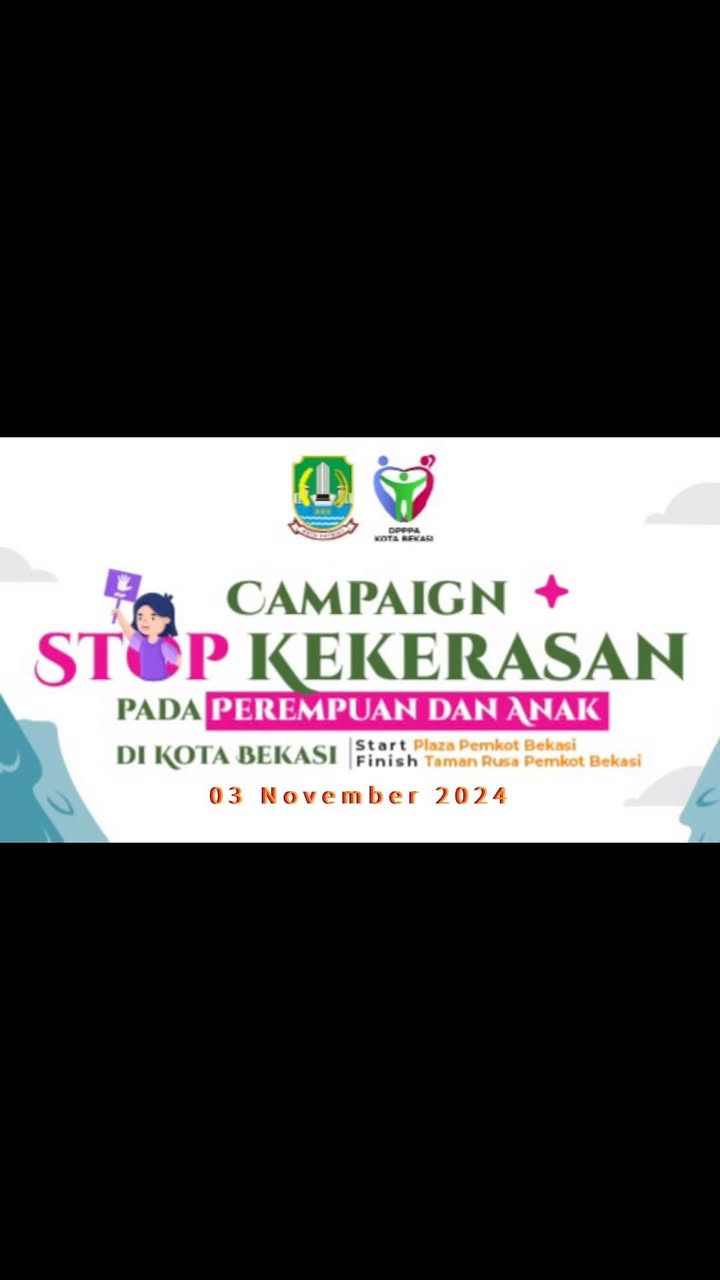 DPPPA
KOTA BEKASI
CAMPAIGN
STOP KEKERASAN
PADA PEREMPUAN DAN ANAK
DI KOTA BEKASI
Start Plaza Pemkot Bekasi
Finish Taman Rusa Pemkot Bekasi
03 November 2024